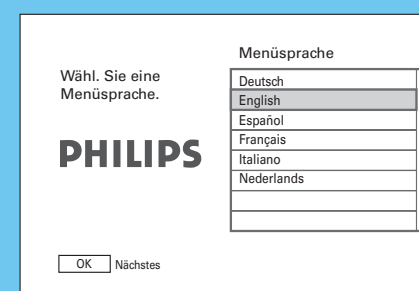 Menüsprache
Wähl. Sie eine
Menüsprache.
Deutsch
English
Español
Français
Italiano
Nederlands
PHILIPS
OK Nächstes